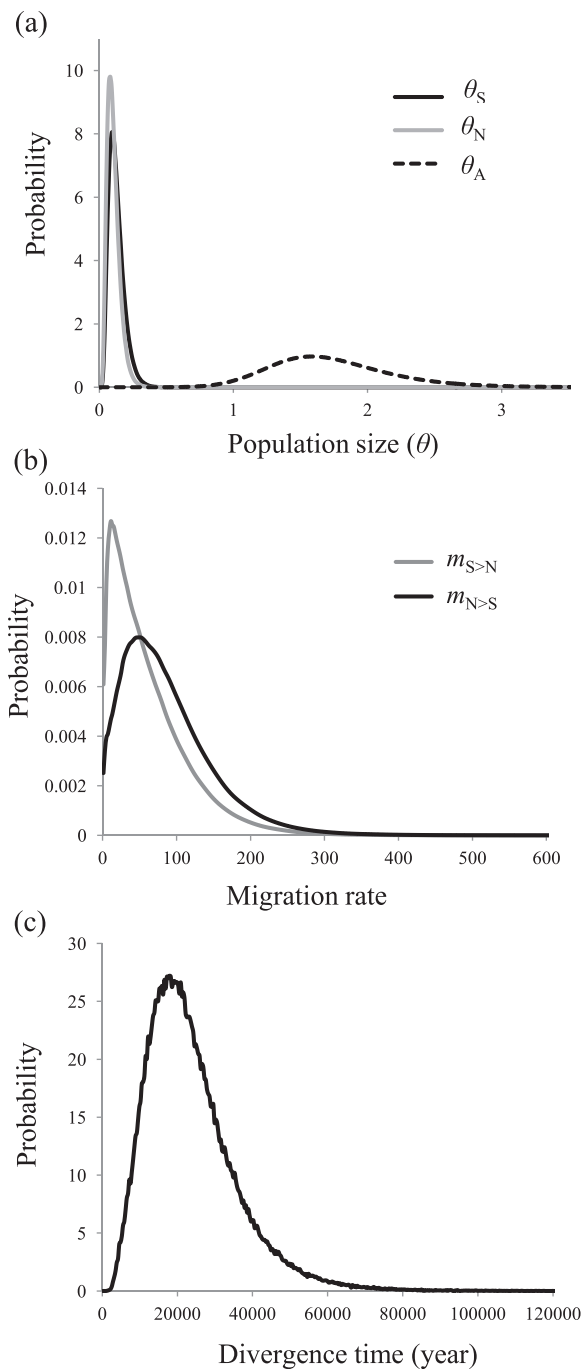 (a)
Probability
10
8
6
4
2
0
0 1 2 3
Population size (θ)
θS
θN
θA
(b)
Probability
0.014
0.012
0.01
0.008
0.006
0.004
0.002
0
0 100 200 300 400 500 600
Migration rate
mS>N
mN>S
(c)
Probability
30
25
20
15
10
5
0
0 20000 40000 60000 80000 100000 120000
Divergence time (year)